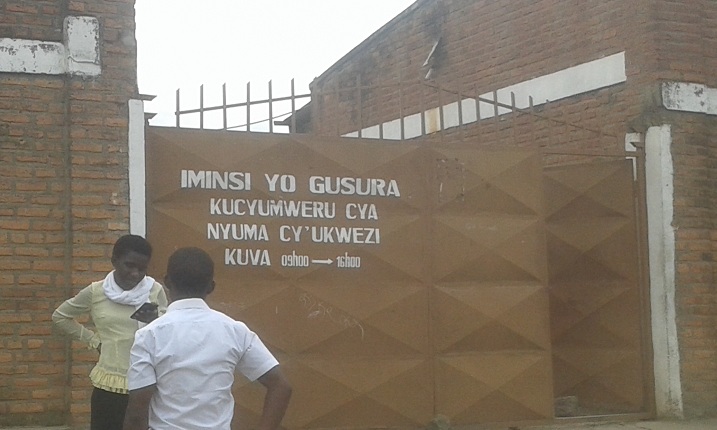 IMINSI YO GUSURA
KUCYUMWERU CYA
NYUMA CY'UKWEZI
KUVA 09h00 → 16h00